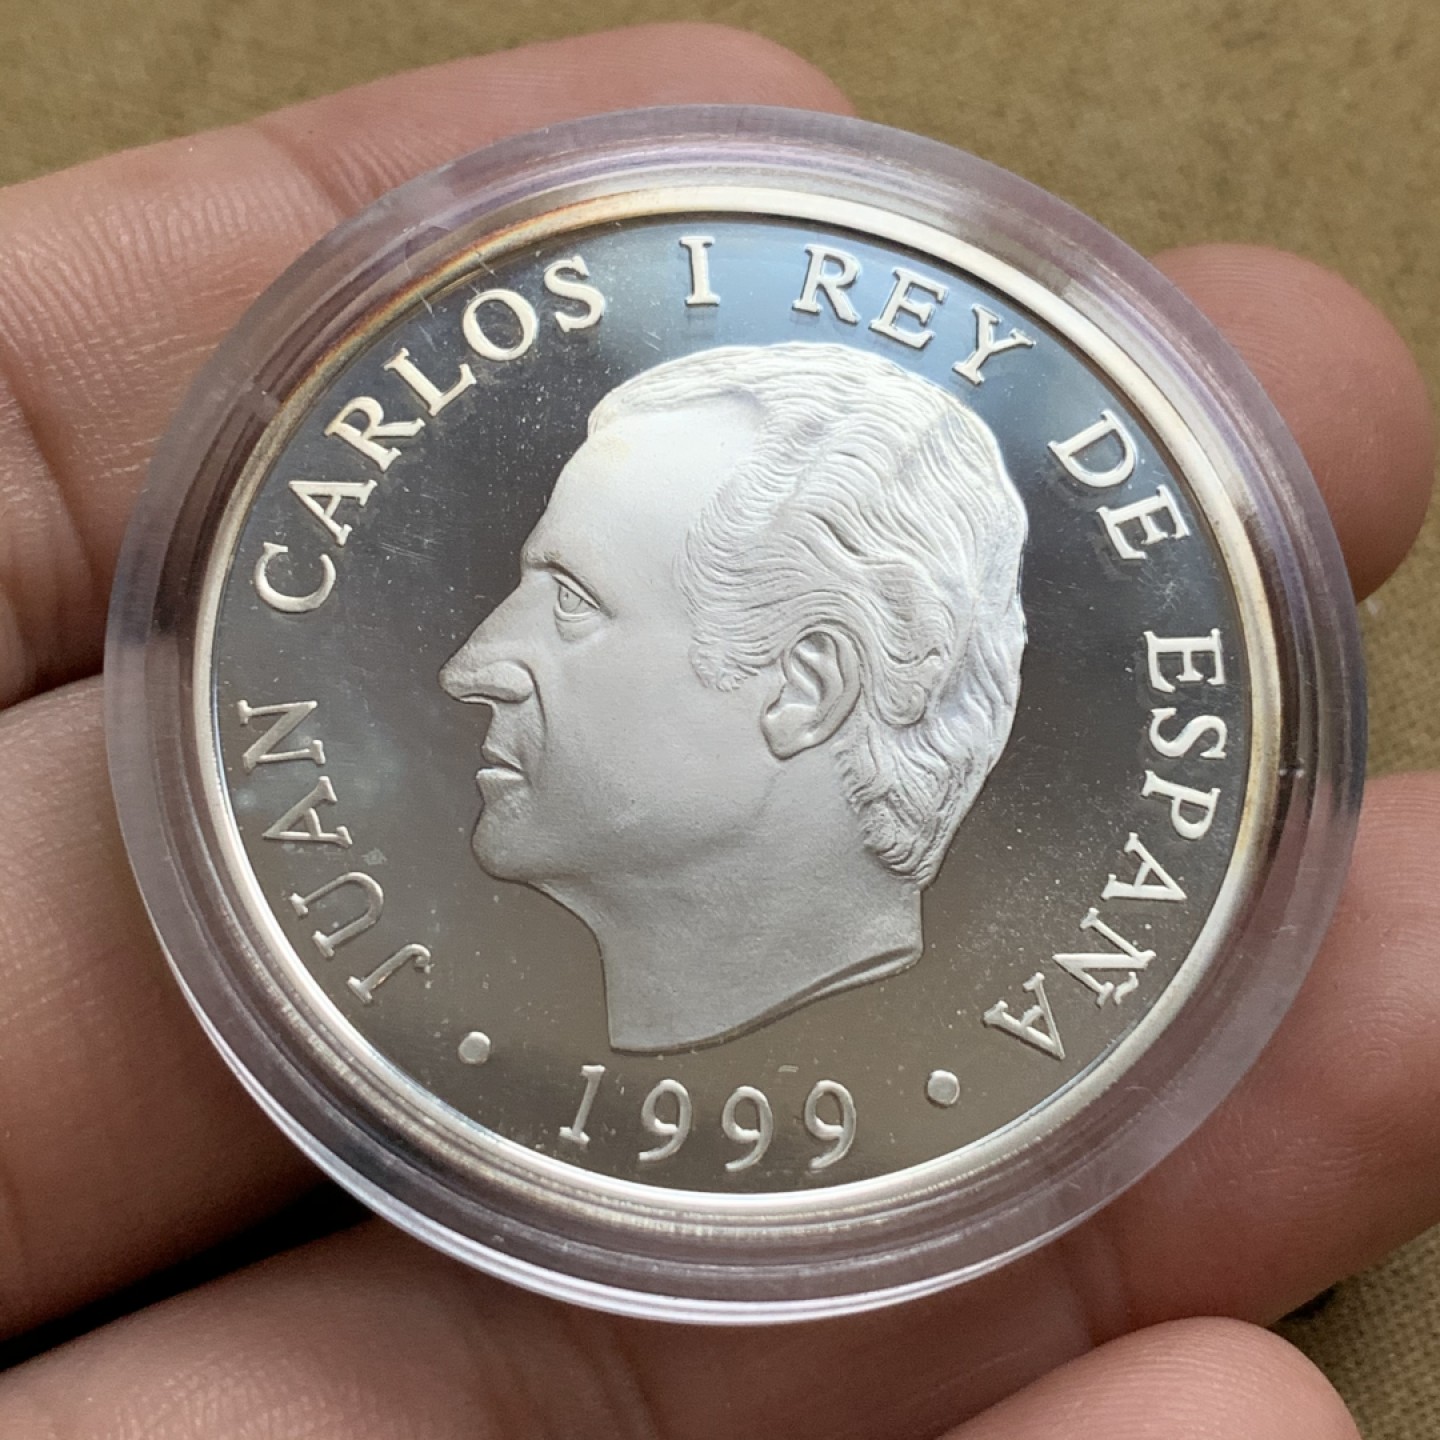 JUAN CARLOS I REY DE ESPAÑA
• 1999 •